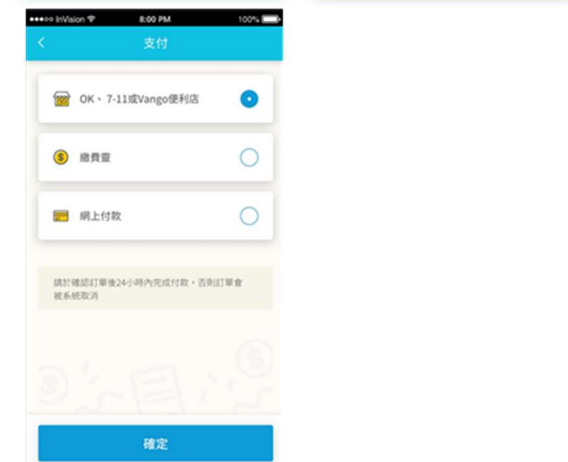 InVision
8:00 PM
100%
支付
OK、7-11或Vango便利店
繳費靈
網上付款
請於確認訂單後24小時內完成付款,否則訂單會
被系統取消
確定